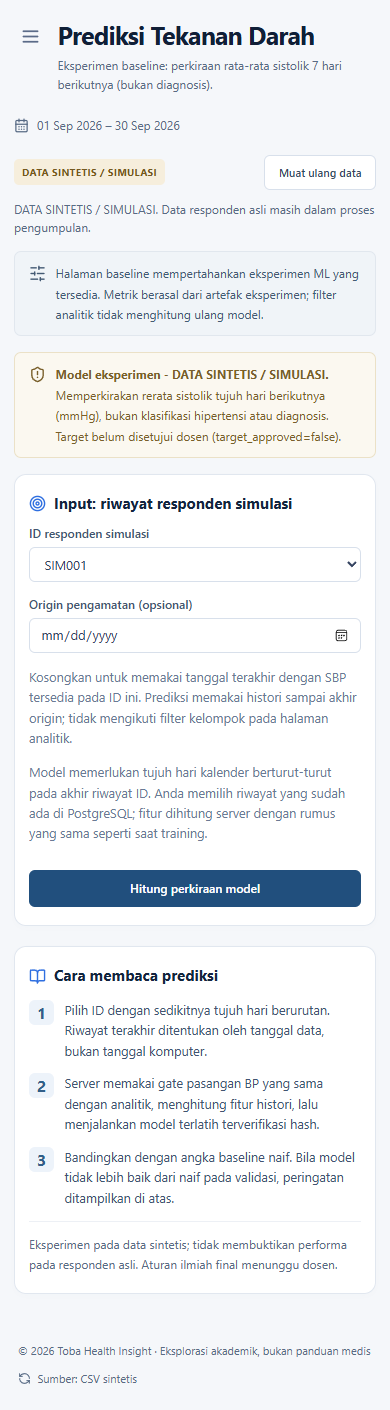 Prediksi Tekanan Darah
Eksperimen baseline: perkiraan rata-rata sistolik 7 hari
berikutnya (bukan diagnosis).
01 Sep 2026 – 30 Sep 2026
DATA SINTETIS / SIMULASI
Muat ulang data
DATA SINTETIS / SIMULASI. Data responden asli masih dalam proses
pengumpulan.
Halaman baseline mempertahankan eksperimen ML yang
tersedia. Metrik berasal dari artefak eksperimen; filter
analitik tidak menghitung ulang model.
Model eksperimen - DATA SINTETIS / SIMULASI.
Memperkirakan rerata sistolik tujuh hari berikutnya
(mmHg), bukan klasifikasi hipertensi atau diagnosis.
Target belum disetujui dosen (target_approved=false).
Input: riwayat responden simulasi
ID responden simulasi
SIM001
Origin pengamatan (opsional)
mm/dd/yyyy
Kosongkan untuk memakai tanggal terakhir dengan SBP
tersedia pada ID ini. Prediksi memakai histori sampai akhir
origin; tidak mengikuti filter kelompok pada halaman
analitik.
Model memerlukan tujuh hari kalender berturut-turut
pada akhir riwayat ID. Anda memilih riwayat yang sudah
ada di PostgreSQL; fitur dihitung server dengan rumus
yang sama seperti saat training.
Hitung perkiraan model
Cara membaca prediksi
1 Pilih ID dengan sedikitnya tujuh hari berurutan.
Riwayat terakhir ditentukan oleh tanggal data,
bukan tanggal komputer.
2 Server memakai gate pasangan BP yang sama
dengan analitik, menghitung fitur histori, lalu
menjalankan model terlatih terverifikasi hash.
3 Bandingkan dengan angka baseline naif. Bila model
tidak lebih baik dari naif pada validasi, peringatan
ditampilkan di atas.
Eksperimen pada data sintetis; tidak membuktikan performa
pada responden asli. Aturan ilmiah final menunggu dosen.
© 2026 Toba Health Insight · Eksplorasi akademik, bukan panduan medis
Sumber: CSV sintetis